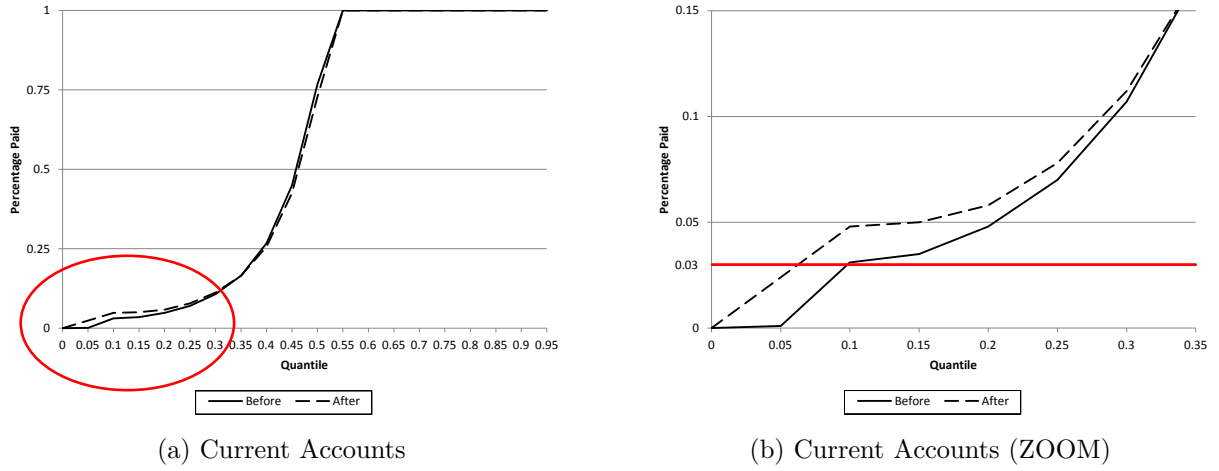 1
0.75
0.5
0.25
0
Percentage Paid
0 0.05 0.1 0.15 0.2 0.25 0.3 0.35 0.4 0.45 0.5 0.55 0.6 0.65 0.7 0.75 0.8 0.85 0.9 0.95
Quantile
Before After
(a) Current Accounts
0.15
0.1
0.05
0.03
0
Percentage Paid
0 0.05 0.1 0.15 0.2 0.25 0.3 0.35
Quantile
Before After
(b) Current Accounts (ZOOM)